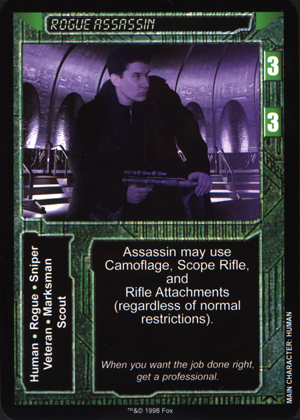 ROGUE ASSASSIN
3
3
Human • Rogue • Sniper
Veteran • Marksman
Scout
Assassin may use
Camoflage, Scope Rifle,
and
Rifle Attachments
(regardless of normal
restrictions).
When you want the job done right,
get a professional.
MAIN CHARACTER: HUMAN
™&© 1998 Fox